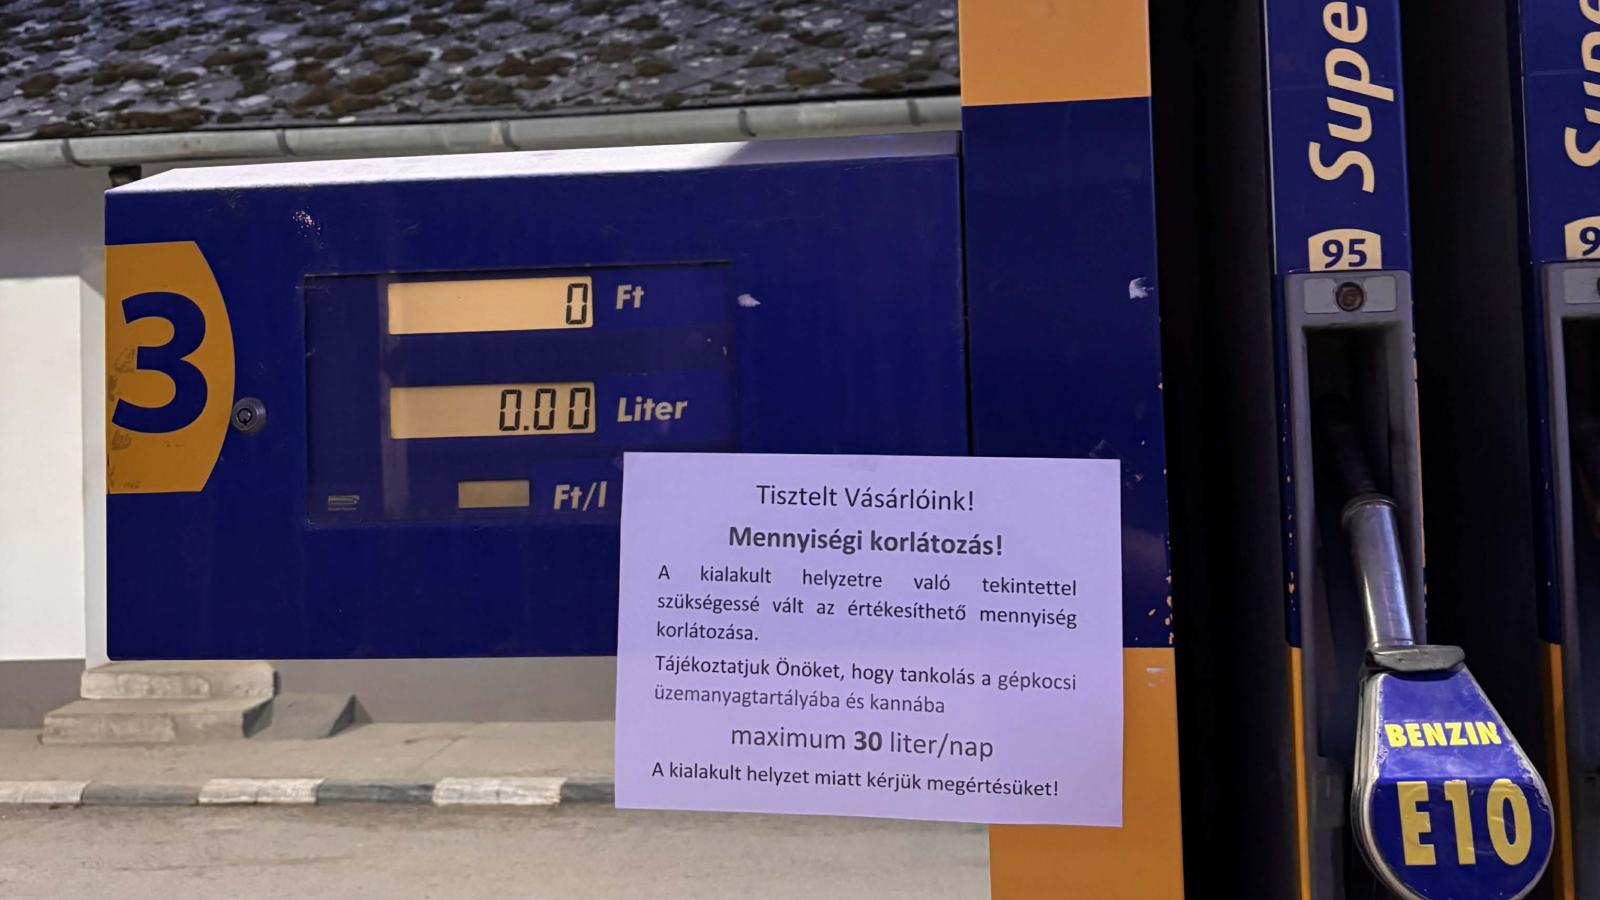 3
0 Ft
0.00 Liter
Ft/l
Tisztelt Vásárlóink!
Mennyiségi korlátozás!
A kialakult helyzetre való tekintettel
szükségessé vált az értékesíthető mennyiség
korlátozása.
Tájékoztatjuk Önöket, hogy tankolás a gépkocsi
üzemanyagtartályába és kannába
maximum 30 liter/nap
A kialakult helyzet miatt kérjük megértésüket!
Supe
95
BENZIN
E10
Su
9